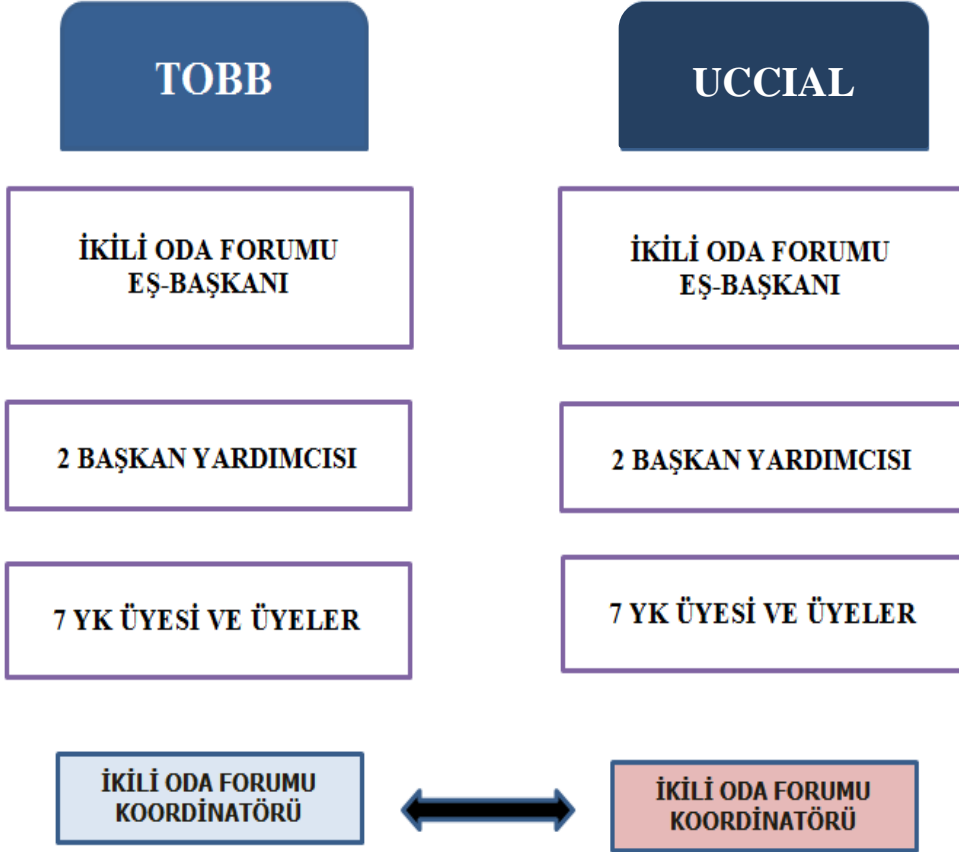 TOBB
İKİLİ ODA FORUMU
EŞ-BAŞKANI
2 BAŞKAN YARDIMCISI
7 YK ÜYESİ VE ÜYELER
İKİLİ ODA FORUMU
KOORDİNATÖRÜ
UCCIAL
İKİLİ ODA FORUMU
EŞ-BAŞKANI
2 BAŞKAN YARDIMCISI
7 YK ÜYESİ VE ÜYELER
İKİLİ ODA FORUMU
KOORDİNATÖRÜ